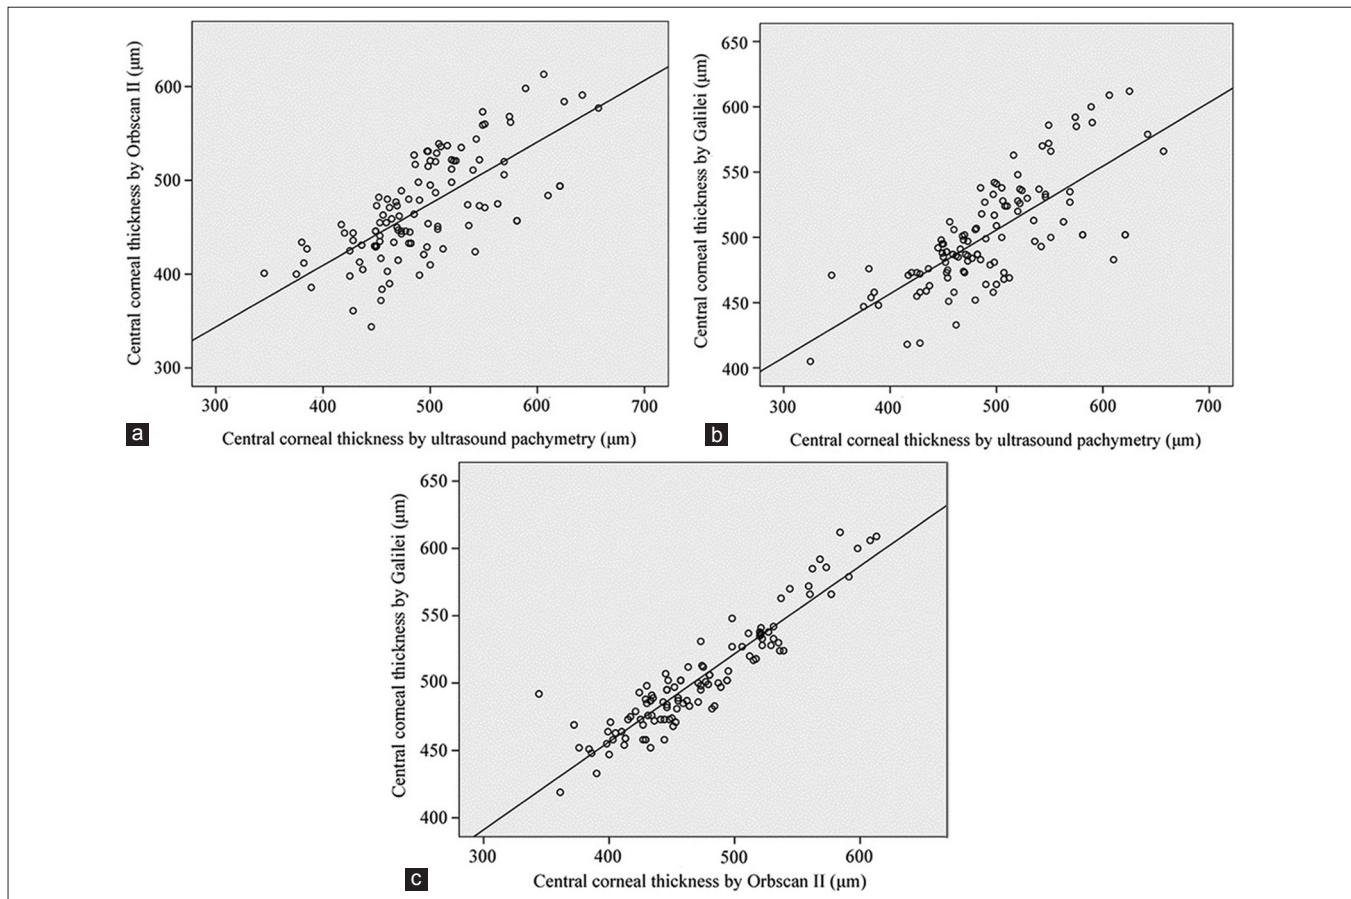 Central corneal thickness by Orbscan II (μm)
600
500
400
300
300 400 500 600 700
a
Central corneal thickness by ultrasound pachymetry (μm)
Central corneal thickness by Galilei (μm)
650
600
550
500
450
400
300 400 500 600 700
b
Central corneal thickness by ultrasound pachymetry (μm)
Central corneal thickness by Galilei (μm)
650
600
550
500
450
400
300 400 500 600
c
Central corneal thickness by Orbscan II (μm)